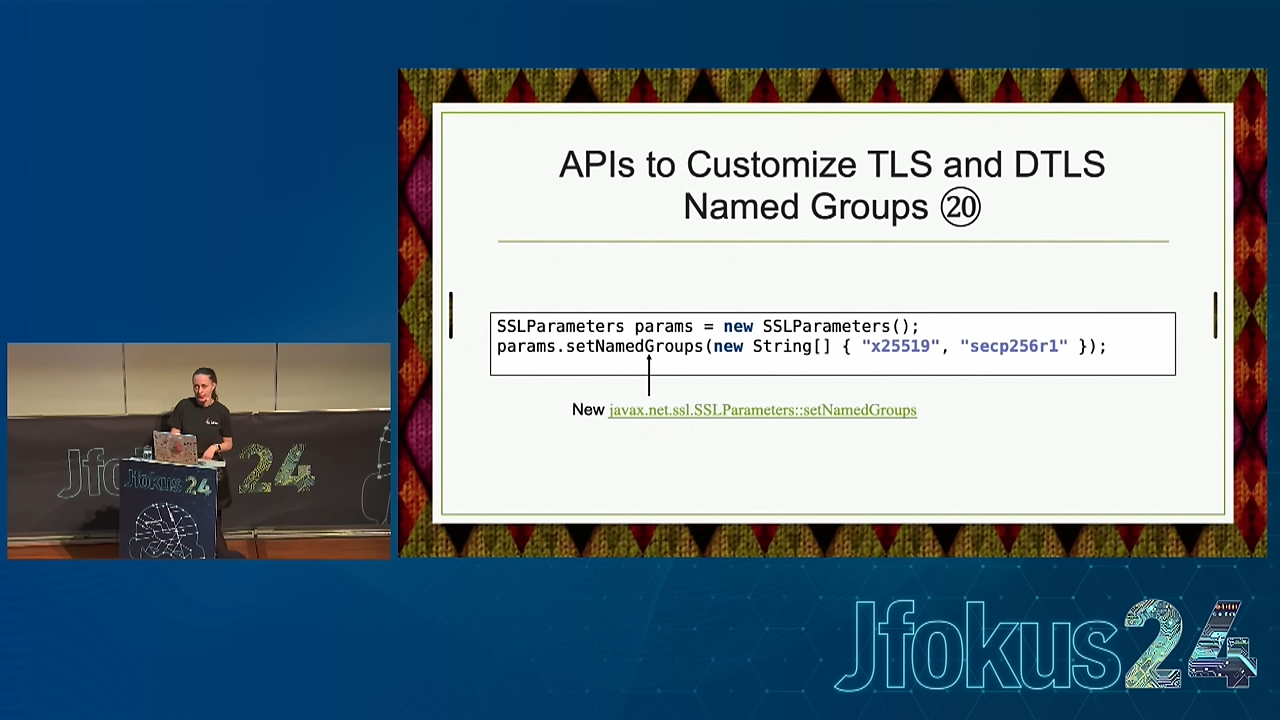 APIs to Customize TLS and DTLS
Named Groups ⑳
SSLParameters params = new SSLParameters();
params.setNamedGroups(new String[] { "x25519", "secp256r1" });
New javax.net.ssl.SSLParameters::setNamedGroups
Jfo 24
Jfokus 24
Jfokus24